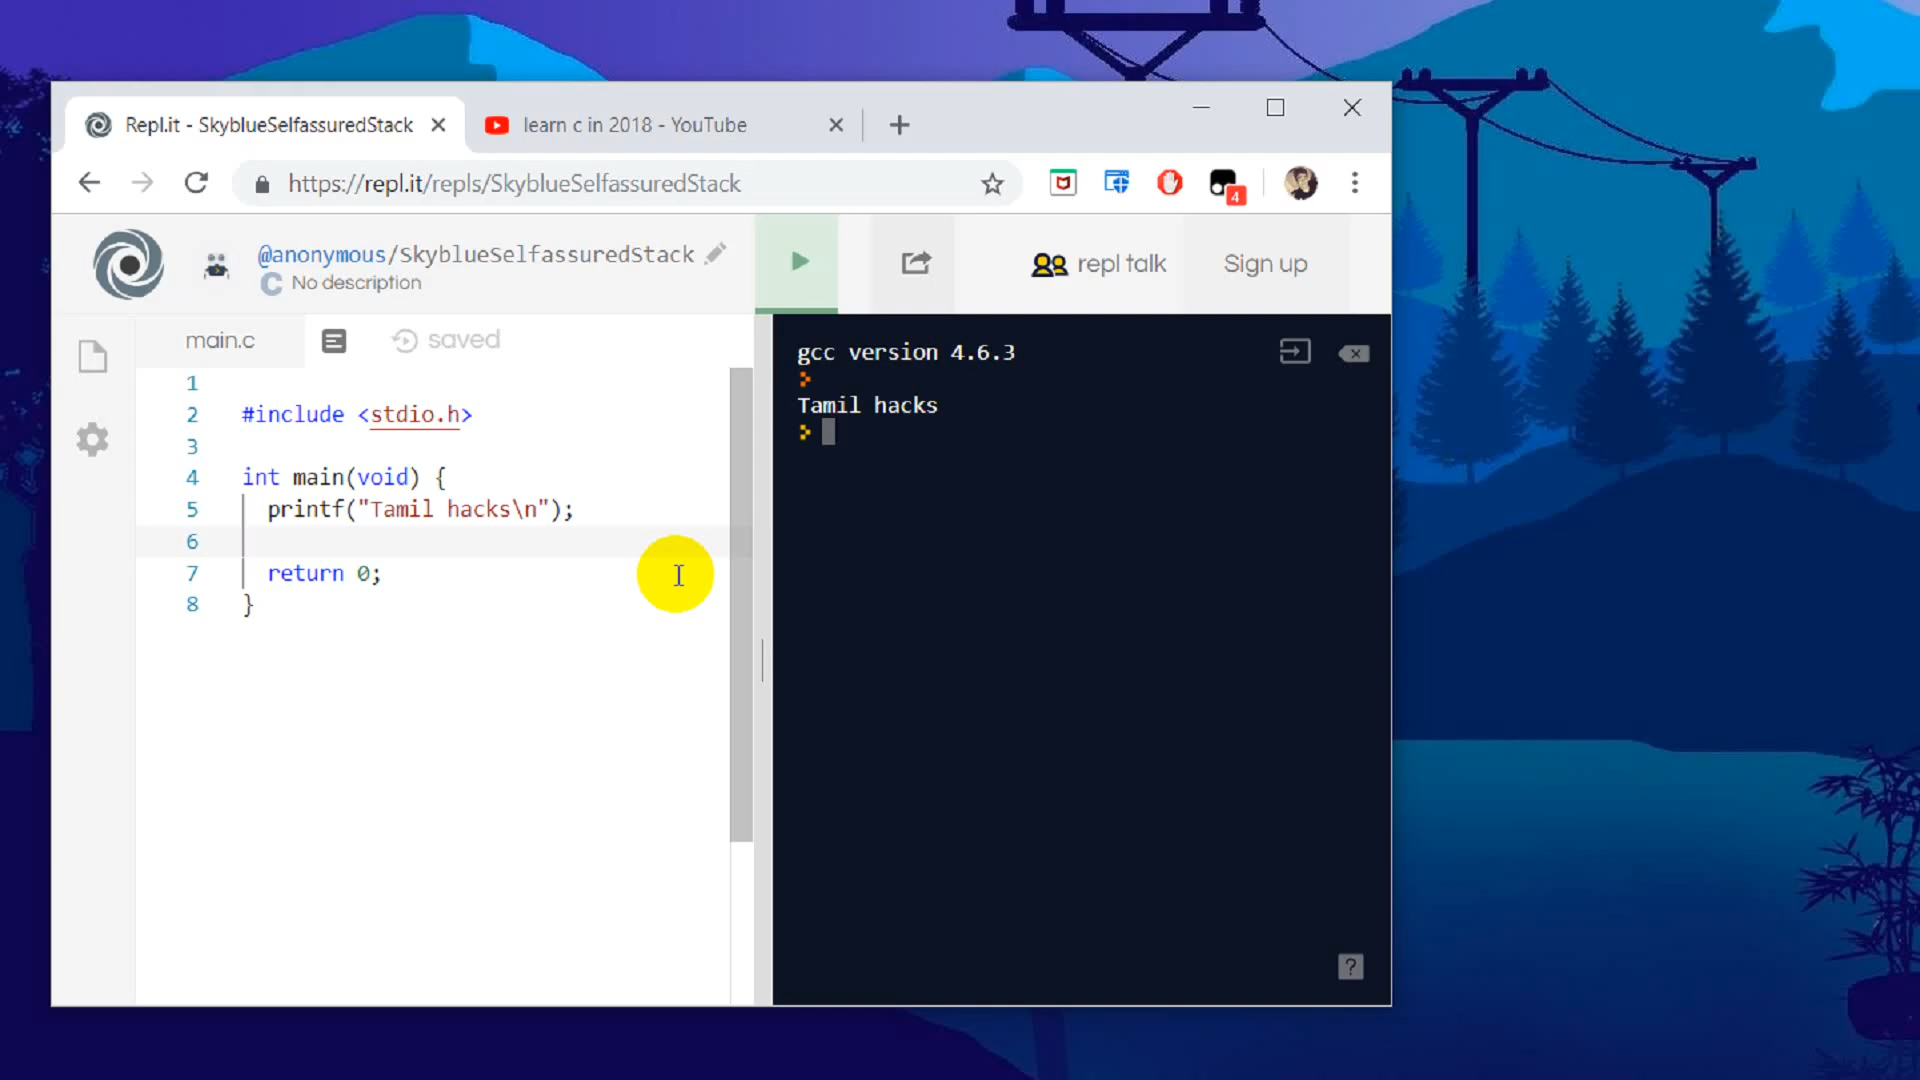 Repl.it - SkyblueSelfassuredStack
learn c in 2018 - YouTube
https://repl.it/repls/SkyblueSelfassuredStack
4
@anonymous/SkyblueSelfassuredStack
No description
repl talk
Sign up
main.c
saved
1
2 #include <stdio.h>
3
4 int main(void) {
5 printf("Tamil hacks\n");
6
7 return 0;
8 }
gcc version 4.6.3
>
Tamil hacks
>
?